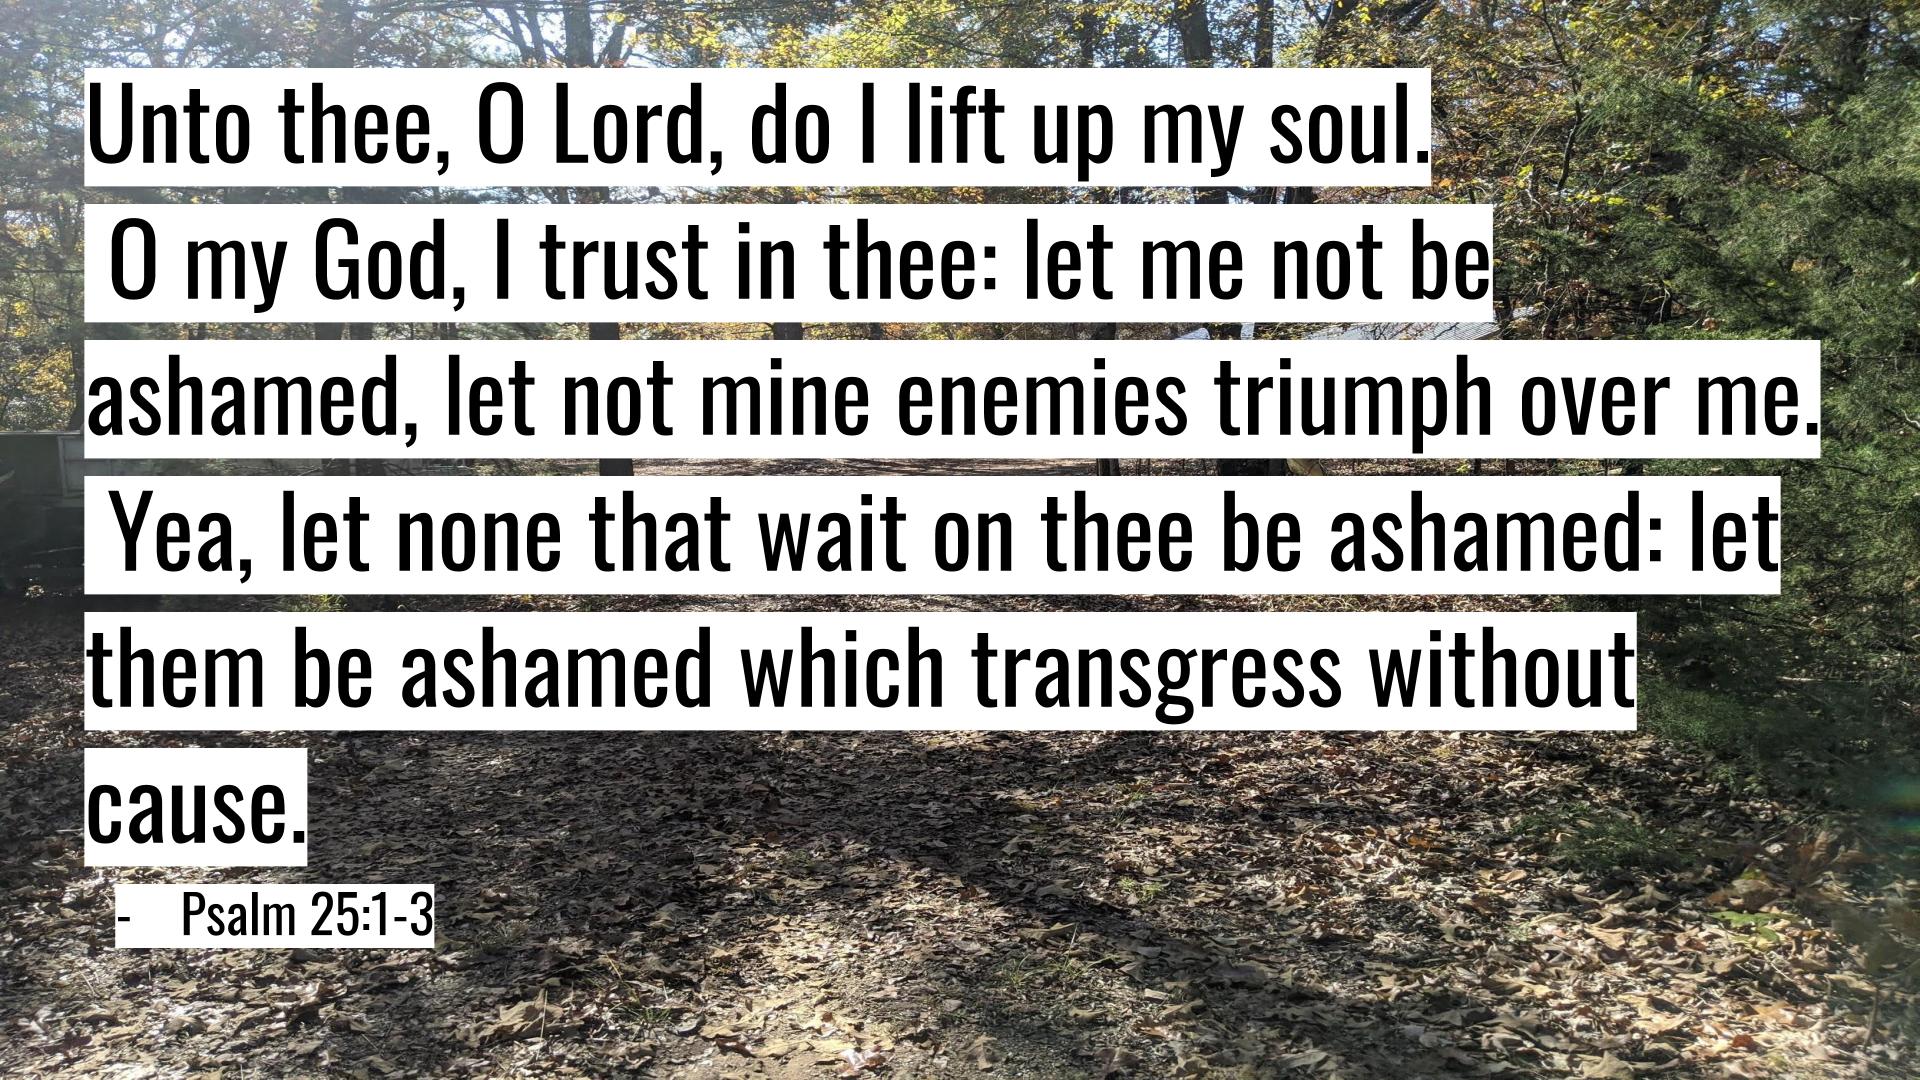 Unto thee, O Lord, do I lift up my soul.
O my God, I trust in thee: let me not be
ashamed, let not mine enemies triumph over me.
Yea, let none that wait on thee be ashamed: let
them be ashamed which transgress without
cause.
- Psalm 25:1-3